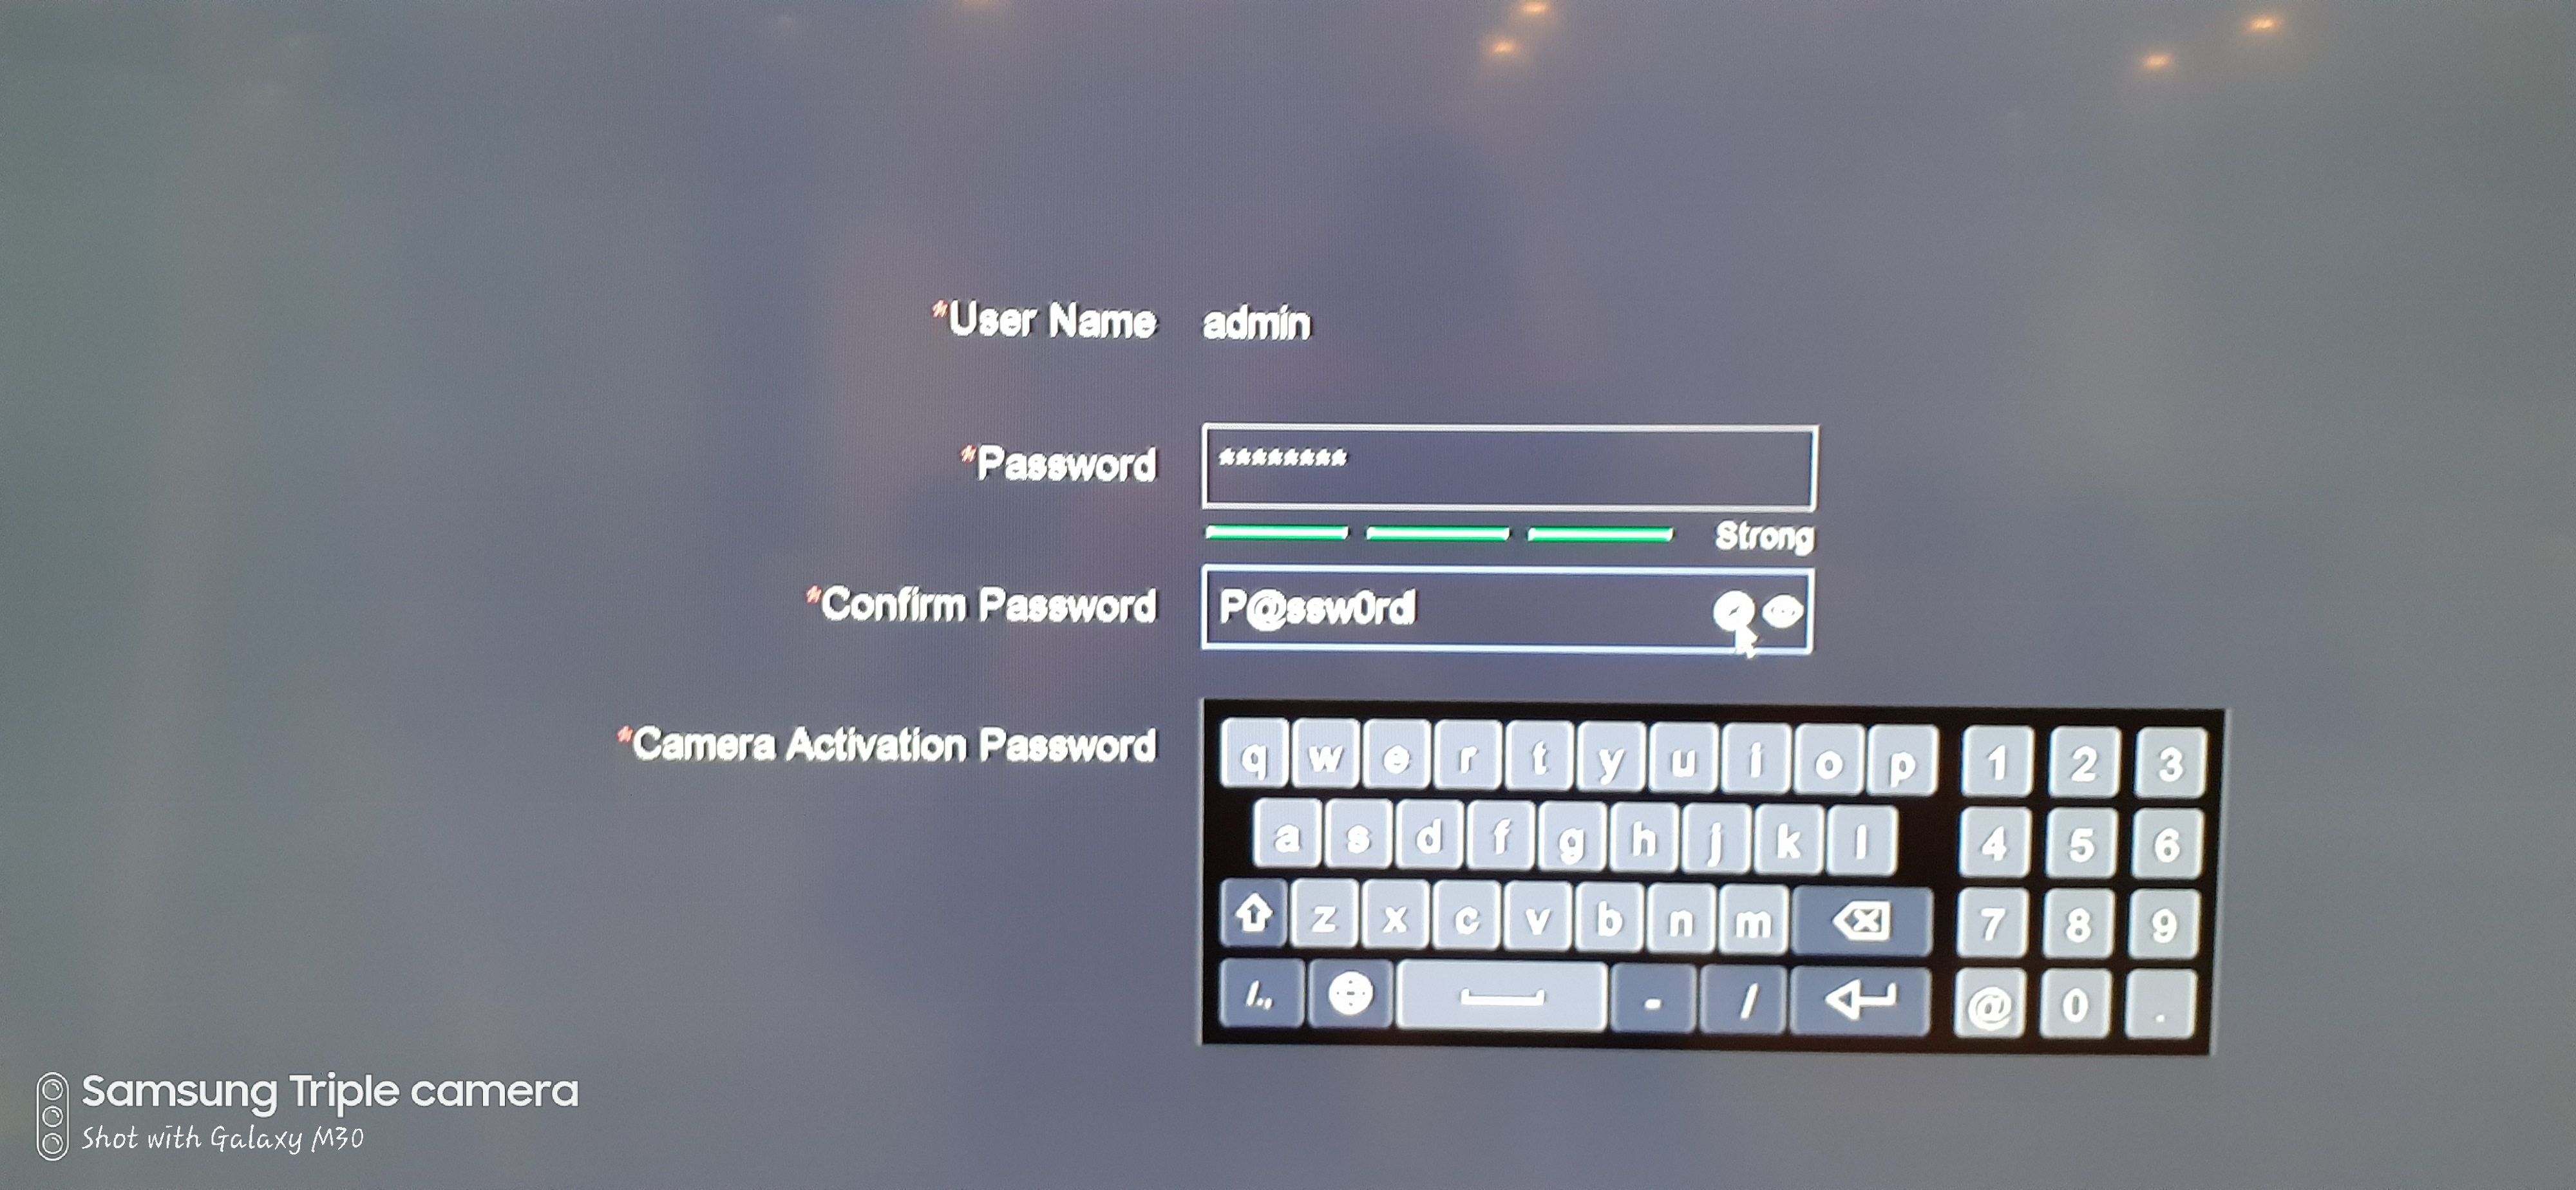 *User Name admin
*Password ********
Strong
*Confirm Password P@ssw0rd
*Camera Activation Password
q w e r t y u i o p 1 2 3
a s d f g h j k l 4 5 6
z x c v b n m 7 8 9
/., - / @ 0 .
Samsung Triple camera
Shot with Galaxy M30